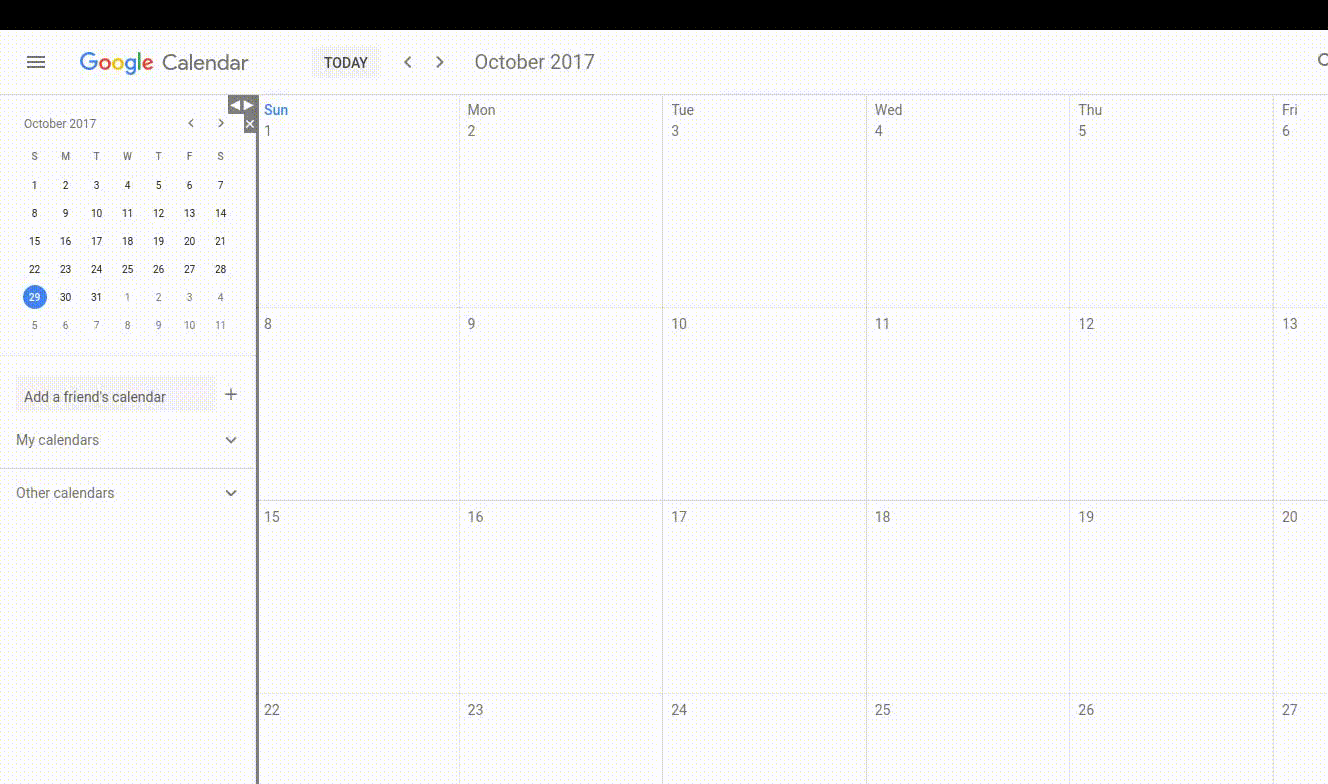 Google Calendar TODAY October 2017
October 2017
S M T W T F S
1 2 3 4 5 6 7
8 9 10 11 12 13 14
15 16 17 18 19 20 21
22 23 24 25 26 27 28
29 30 31 1 2 3 4
5 6 7 8 9 10 11
Add a friend's calendar
My calendars
Other calendars
Sun Mon Tue Wed Thu Fri
1 2 3 4 5 6
8 9 10 11 12 13
15 16 17 18 19 20
22 23 24 25 26 27